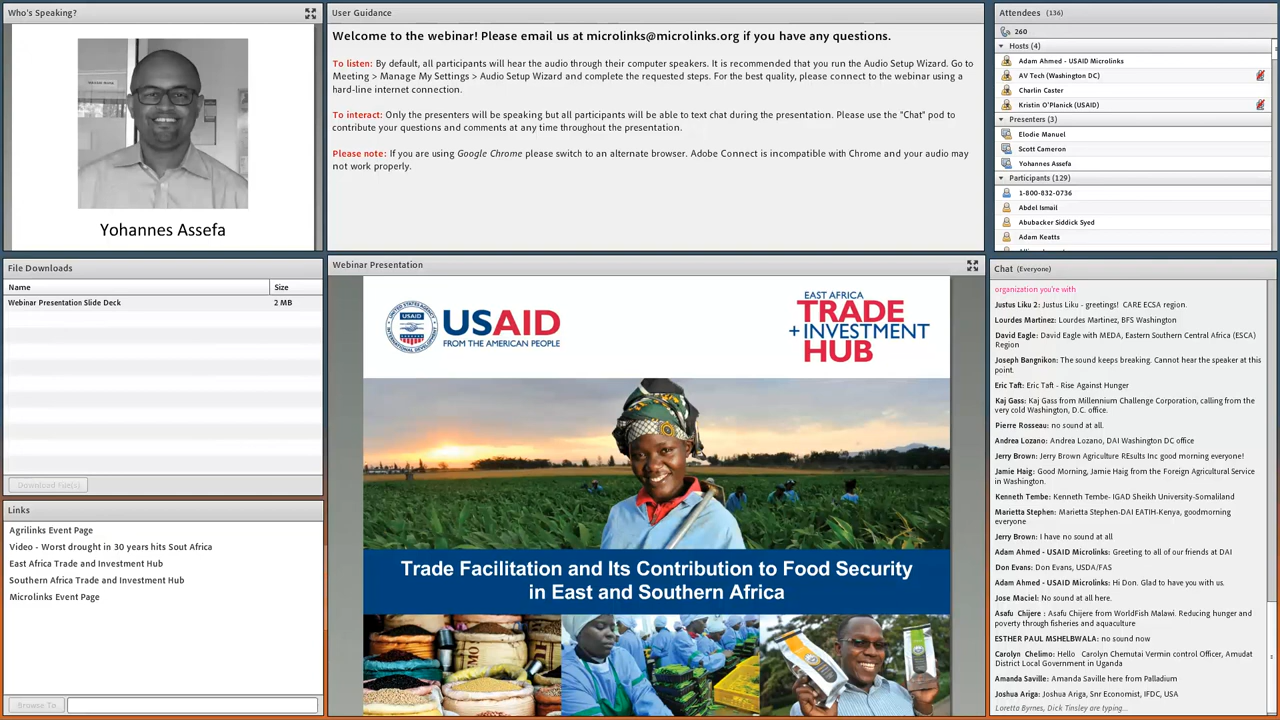 Who's Speaking?
Yohannes Assefa
User Guidance
Welcome to the webinar! Please email us at microlinks@microlinks.org if you have any questions.
To listen: By default, all participants will hear the audio through their computer speakers. It is recommended that you run the Audio Setup Wizard. Go to
Meeting > Manage My Settings > Audio Setup Wizard and complete the requested steps. For the best quality, please connect to the webinar using a
hard-line internet connection.
To interact: Only the presenters will be speaking but all participants will be able to text chat during the presentation. Please use the "Chat" pod to
contribute your questions and comments at any time throughout the presentation.
Please note: If you are using Google Chrome please switch to an alternate browser. Adobe Connect is incompatible with Chrome and your audio may
not work properly.
Attendees (136)
260
Hosts (4)
Adam Ahmed - USAID Microlinks
AV Tech (Washington DC)
Charlin Caster
Kristin O'Planick (USAID)
Presenters (3)
Elodie Manuel
Scott Cameron
Yohannes Assefa
Participants (129)
1-800-832-0736
Abdel Ismail
Abubacker Siddick Syed
Adam Keatts
File Downloads
Name Size
Webinar Presentation Slide Deck 2 MB
Download File(s)
Links
Agrilinks Event Page
Video - Worst drought in 30 years hits Sout Africa
East Africa Trade and Investment Hub
Southern Africa Trade and Investment Hub
Microlinks Event Page
Browse To
Webinar Presentation
USAID
FROM THE AMERICAN PEOPLE
EAST AFRICA
TRADE
+INVESTMENT
HUB
Trade Facilitation and Its Contribution to Food Security
in East and Southern Africa
Chat (Everyone)
organization you're with
Justus Liku 2: Justus Liku - greetings! CARE ECSA region.
Lourdes Martinez: Lourdes Martinez, BFS Washington
David Eagle: David Eagle with MEDA, Eastern Southern Central Africa (ESCA)
Region
Joseph Bangnikon: The sound keeps breaking. Cannot hear the speaker at this
point.
Eric Taft: Eric Taft - Rise Against Hunger
Kaj Gass: Kaj Gass from Millennium Challenge Corporation, calling from the
very cold Washington, D.C. office.
Pierre Rosseau: no sound at all.
Andrea Lozano: Andrea Lozano, DAI Washington DC office
Jerry Brown: Jerry Brown Agriculture REsults Inc good morning everyone!
Jamie Haig: Good Morning, Jamie Haig from the Foreign Agricultural Service
in Washington.
Kenneth Tembe: Kenneth Tembe- IGAD Sheikh University-Somaliland
Marietta Stephen: Marietta Stephen-DAI EATIH-Kenya, goodmorning
everyone
Jerry Brown: I have no sound at all
Adam Ahmed - USAID Microlinks: Greeting to all of our friends at DAI
Don Evans: Don Evans, USDA/FAS
Adam Ahmed - USAID Microlinks: Hi Don. Glad to have you with us.
Jose Maciel: No sound at all here.
Asafu Chijere : Asafu Chijere from WorldFish Malawi. Reducing hunger and
poverty through fisheries and aquaculture
ESTHER PAUL MSHELBWALA: no sound now
Carolyn Chelimo: Hello Carolyn Chemutai Vermin control Officer, Amudat
District Local Government in Uganda
Amanda Saville: Amanda Saville here from Palladium
Joshua Ariga: Joshua Ariga, Snr Economist, IFDC, USA
Loretta Byrnes, Dick Tinsley are typing...